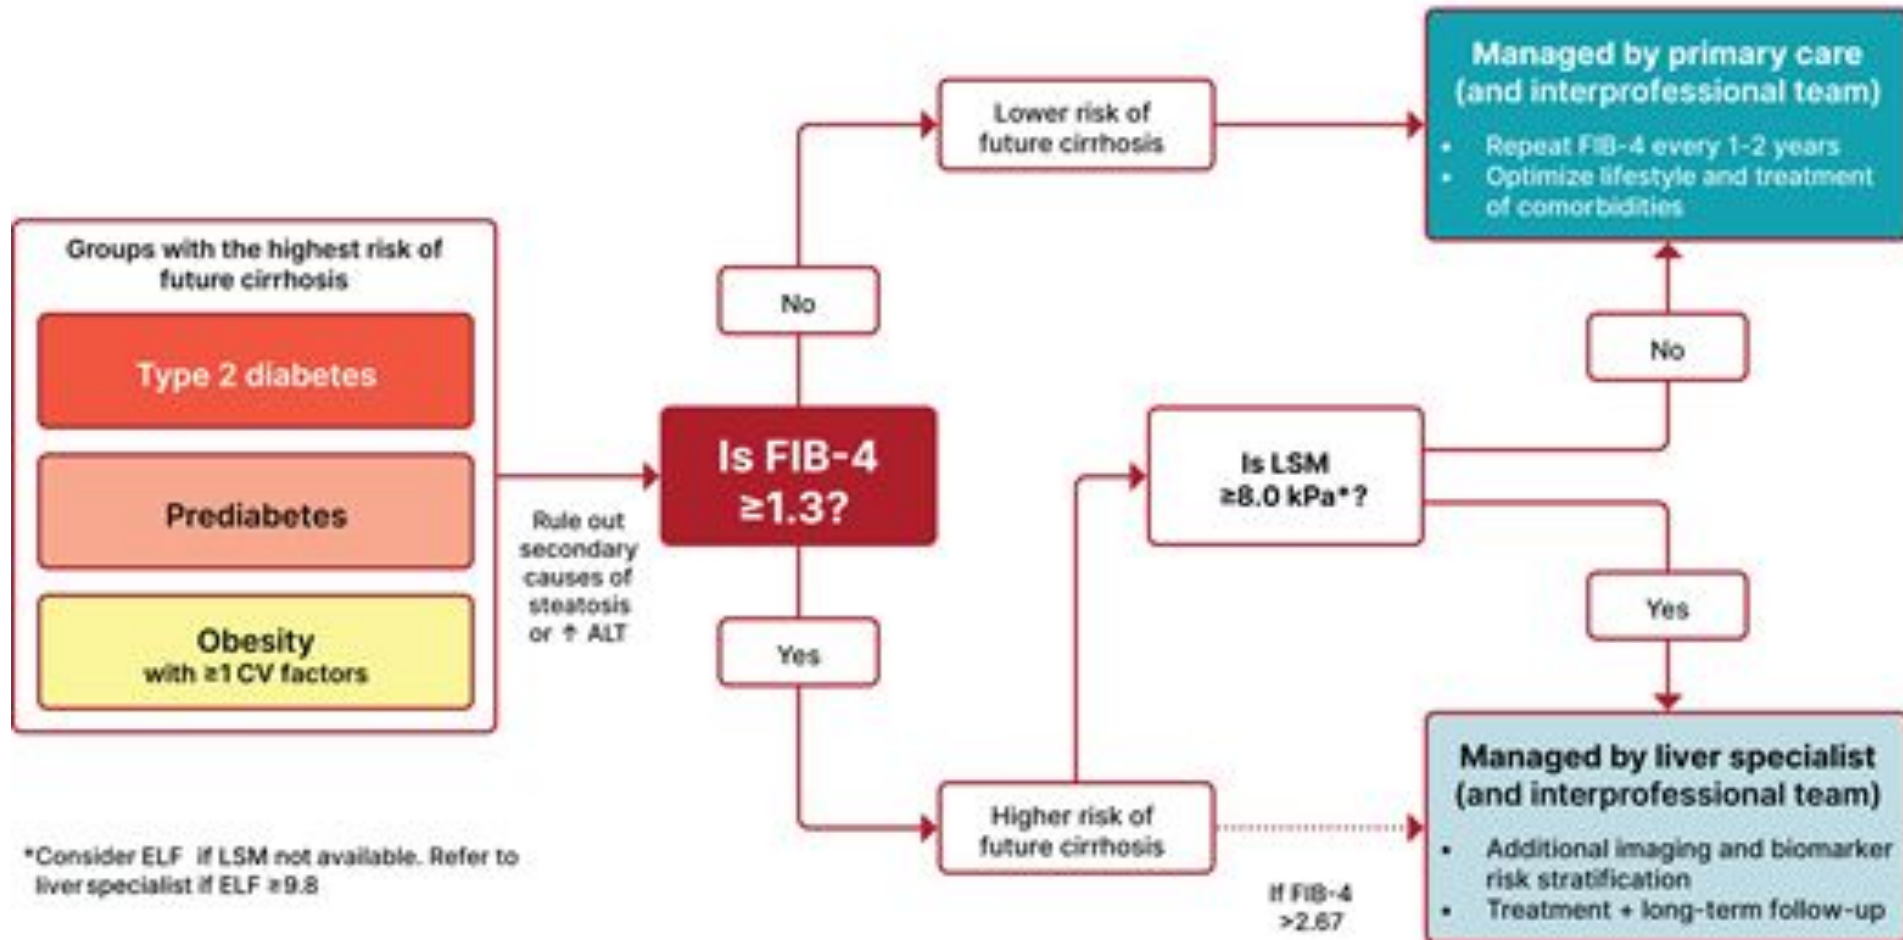 Groups with the highest risk of
future cirrhosis
Type 2 diabetes
Prediabetes
Obesity
with ≥1 CV factors
*Consider ELF if LSM not available. Refer to
liver specialist if ELF ≥9.8
Rule out
secondary
causes of
steatosis
or ↑ ALT
Is FIB-4
≥1.3?
No
Yes
Lower risk of
future cirrhosis
Higher risk of
future cirrhosis
If FIB-4
>2.67
Is LSM
≥8.0 kPa*?
No
Yes
Managed by primary care
(and interprofessional team)
• Repeat FIB-4 every 1-2 years
• Optimize lifestyle and treatment
of comorbidities
Managed by liver specialist
(and interprofessional team)
• Additional imaging and biomarker
risk stratification
• Treatment + long-term follow-up